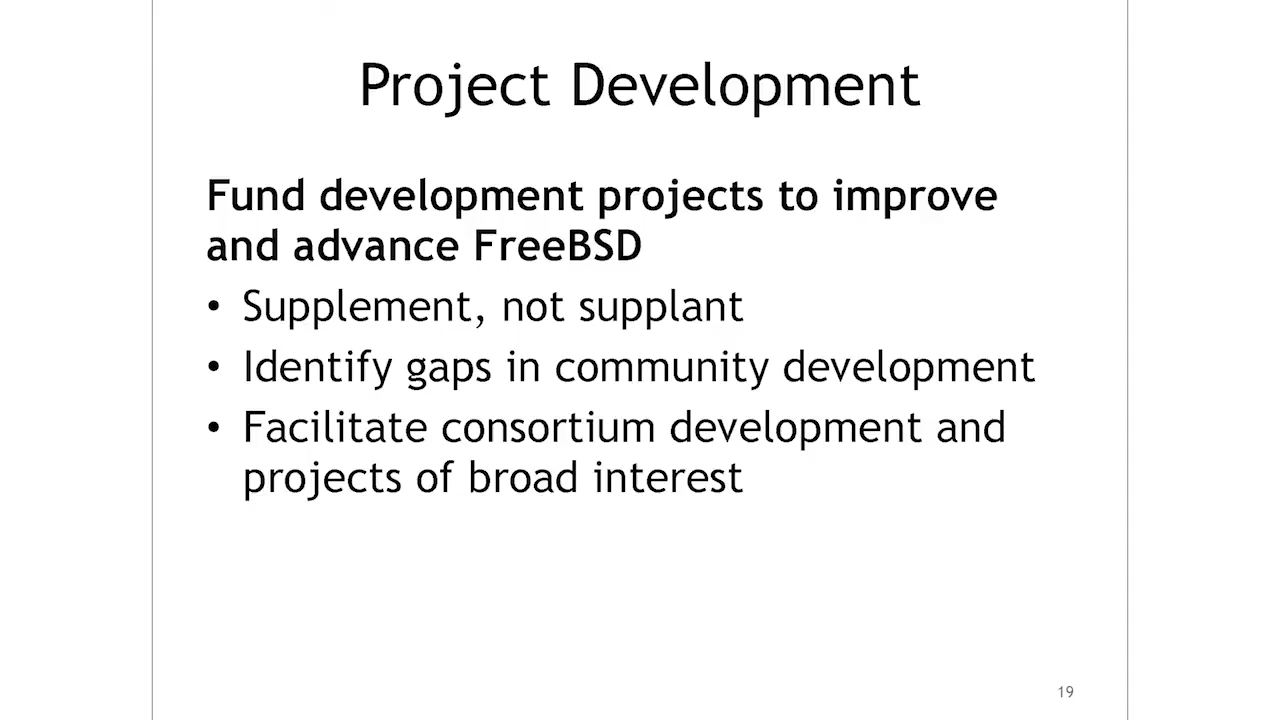 Project Development
Fund development projects to improve
and advance FreeBSD
• Supplement, not supplant
• Identify gaps in community development
• Facilitate consortium development and
projects of broad interest
19